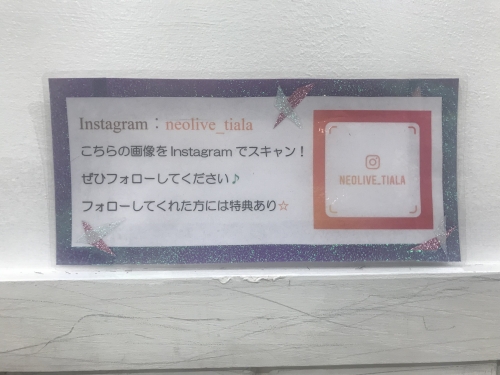 Instagram：neolive_tiala
こちらの画像をInstagramでスキャン！
ぜひフォローしてください♪
フォローしてくれた方には特典あり☆
NEOLIVE_TIALA